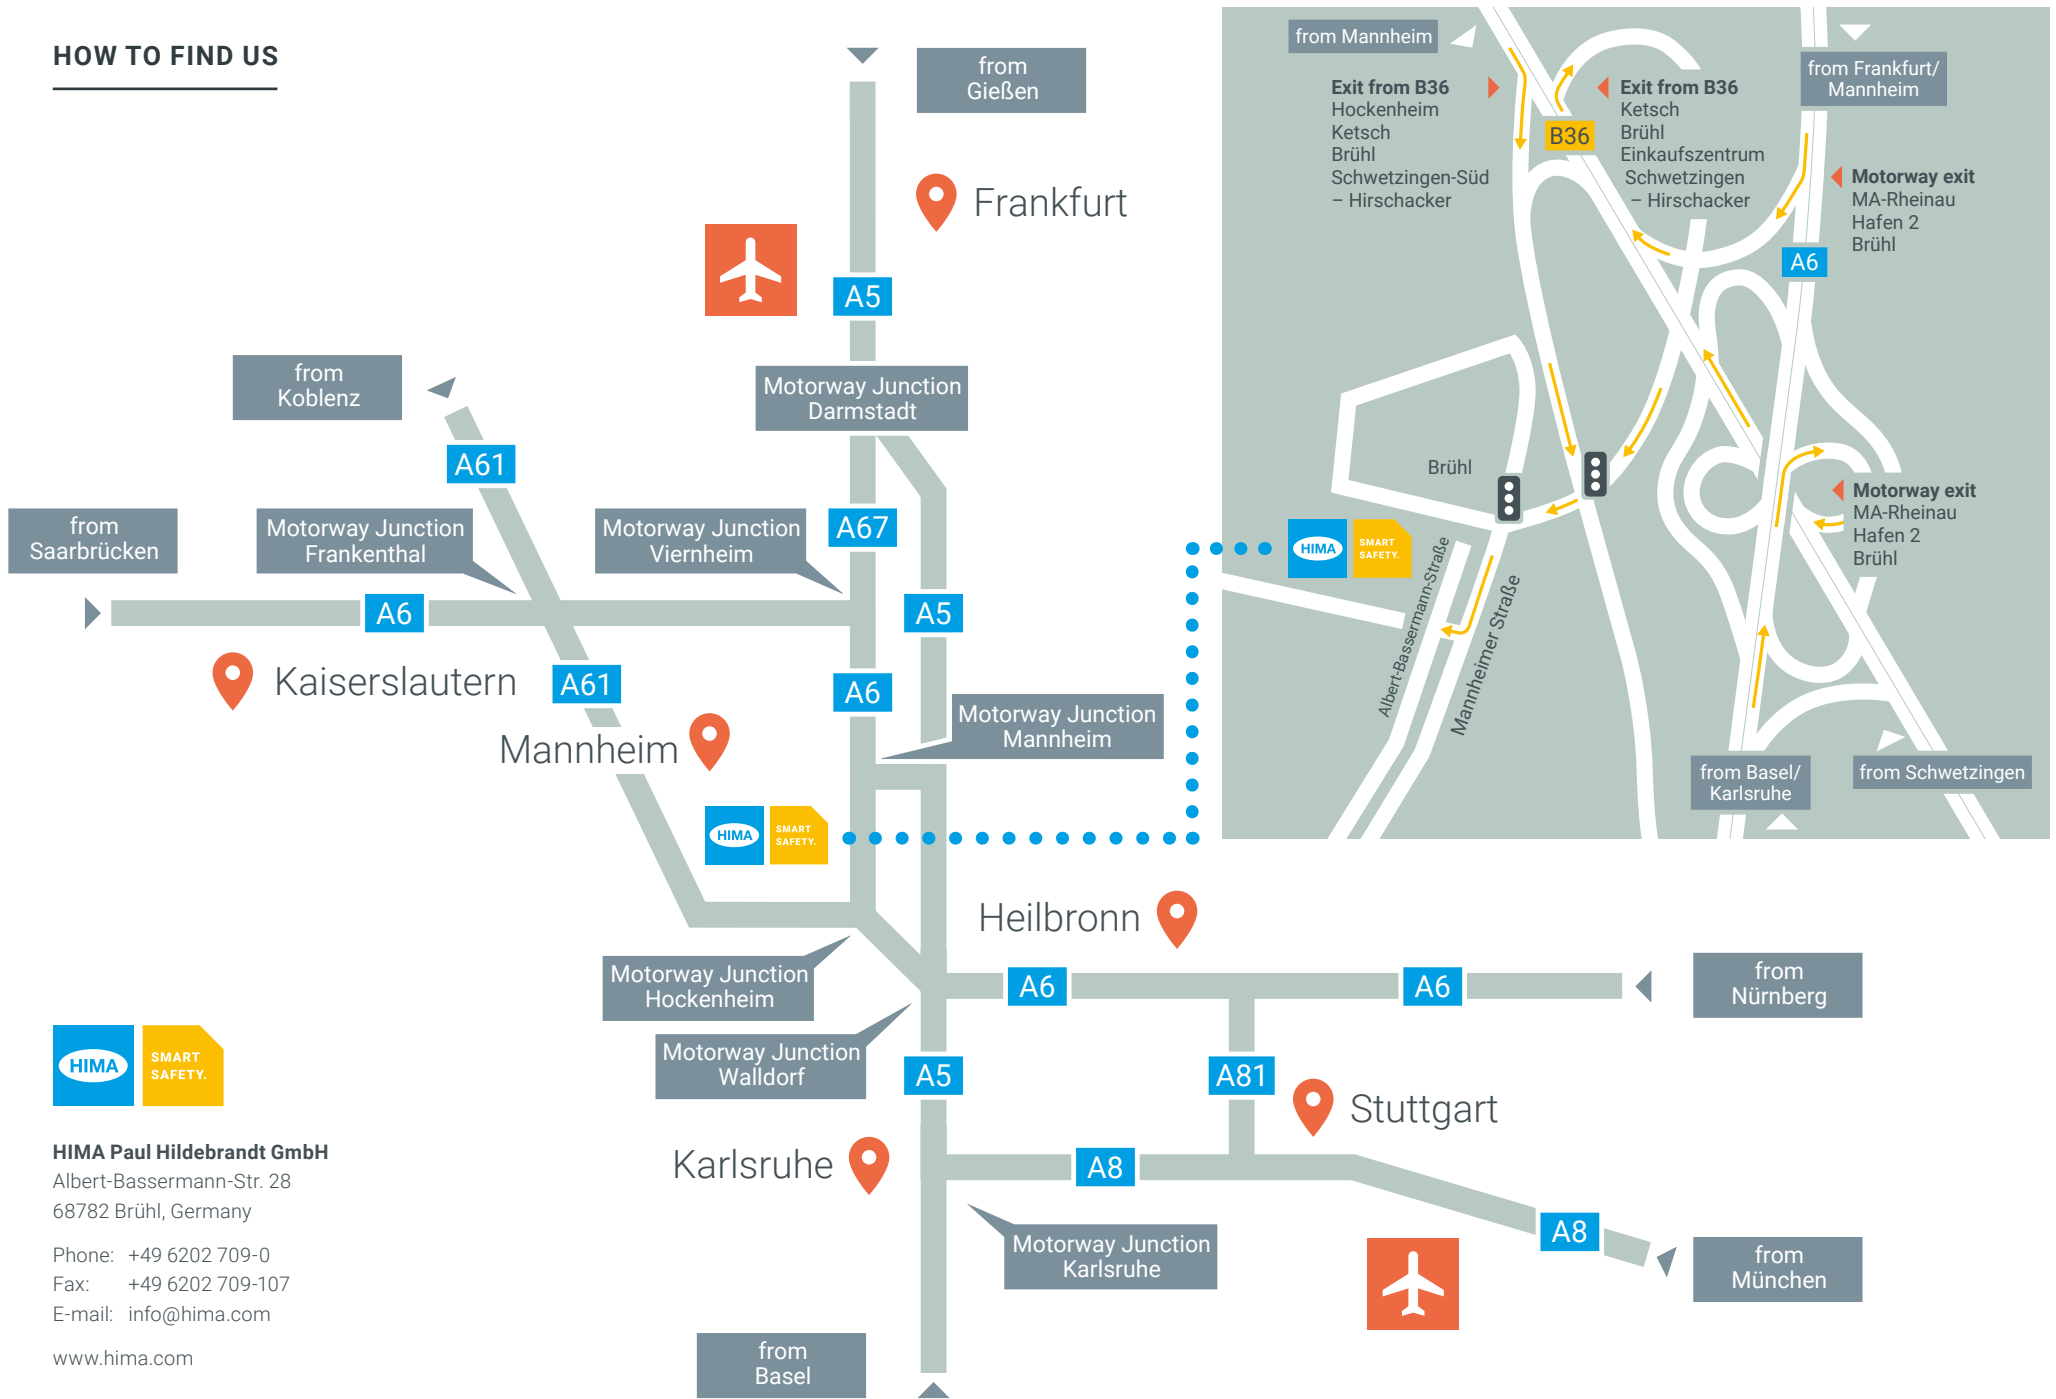 HOW TO FIND US
from
Gießen
Frankfurt
A5
from
Koblenz
Motorway Junction
Darmstadt
A61
from
Saarbrücken
Motorway Junction
Frankenthal
Motorway Junction
Viernheim
A67
A6
A5
Kaiserslautern
A61
A6
Motorway Junction
Mannheim
Mannheim
HIMA
SMART
SAFETY.
Heilbronn
Motorway Junction
Hockenheim
A6
A6
from
Nürnberg
Motorway Junction
Walldorf
A5
A81
Stuttgart
Karlsruhe
A8
Motorway Junction
Karlsruhe
A8
from
München
from
Basel
from Mannheim
from Frankfurt/
Mannheim
Exit from B36
Hockenheim
Ketsch
Brühl
Schwetzingen-Süd
– Hirschacker
B36
Exit from B36
Ketsch
Brühl
Einkaufszentrum
Schwetzingen
– Hirschacker
Motorway exit
MA-Rheinau
Hafen 2
Brühl
A6
Brühl
Motorway exit
MA-Rheinau
Hafen 2
Brühl
HIMA
SMART
SAFETY.
Albert-Bassermann-Straße
Mannheimer Straße
from Basel/
Karlsruhe
from Schwetzingen
HIMA
SMART
SAFETY.
HIMA Paul Hildebrandt GmbH
Albert-Bassermann-Str. 28
68782 Brühl, Germany
Phone: +49 6202 709-0
Fax: +49 6202 709-107
E-mail: info@hima.com
www.hima.com